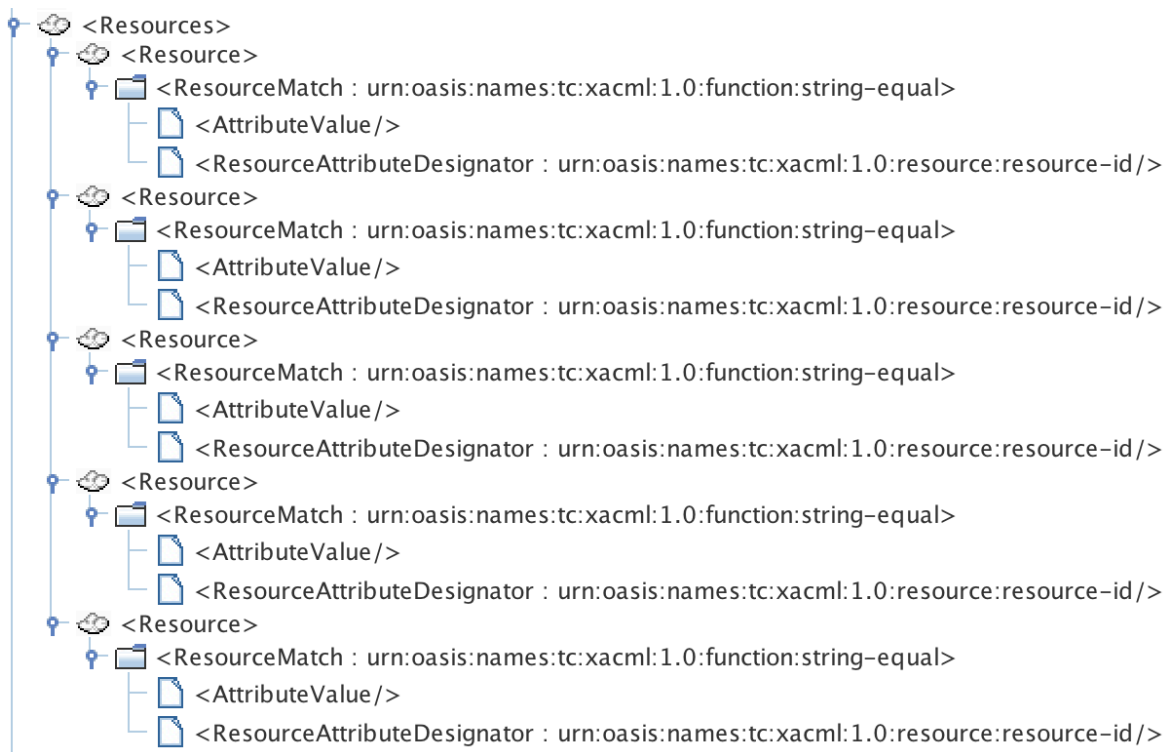 <Resources>
<Resource>
<ResourceMatch : urn:oasis:names:tc:xacml:1.0:function:string-equal>
<AttributeValue/>
<ResourceAttributeDesignator : urn:oasis:names:tc:xacml:1.0:resource:resource-id/>
<Resource>
<ResourceMatch : urn:oasis:names:tc:xacml:1.0:function:string-equal>
<AttributeValue/>
<ResourceAttributeDesignator : urn:oasis:names:tc:xacml:1.0:resource:resource-id/>
<Resource>
<ResourceMatch : urn:oasis:names:tc:xacml:1.0:function:string-equal>
<AttributeValue/>
<ResourceAttributeDesignator : urn:oasis:names:tc:xacml:1.0:resource:resource-id/>
<Resource>
<ResourceMatch : urn:oasis:names:tc:xacml:1.0:function:string-equal>
<AttributeValue/>
<ResourceAttributeDesignator : urn:oasis:names:tc:xacml:1.0:resource:resource-id/>
<Resource>
<ResourceMatch : urn:oasis:names:tc:xacml:1.0:function:string-equal>
<AttributeValue/>
<ResourceAttributeDesignator : urn:oasis:names:tc:xacml:1.0:resource:resource-id/>